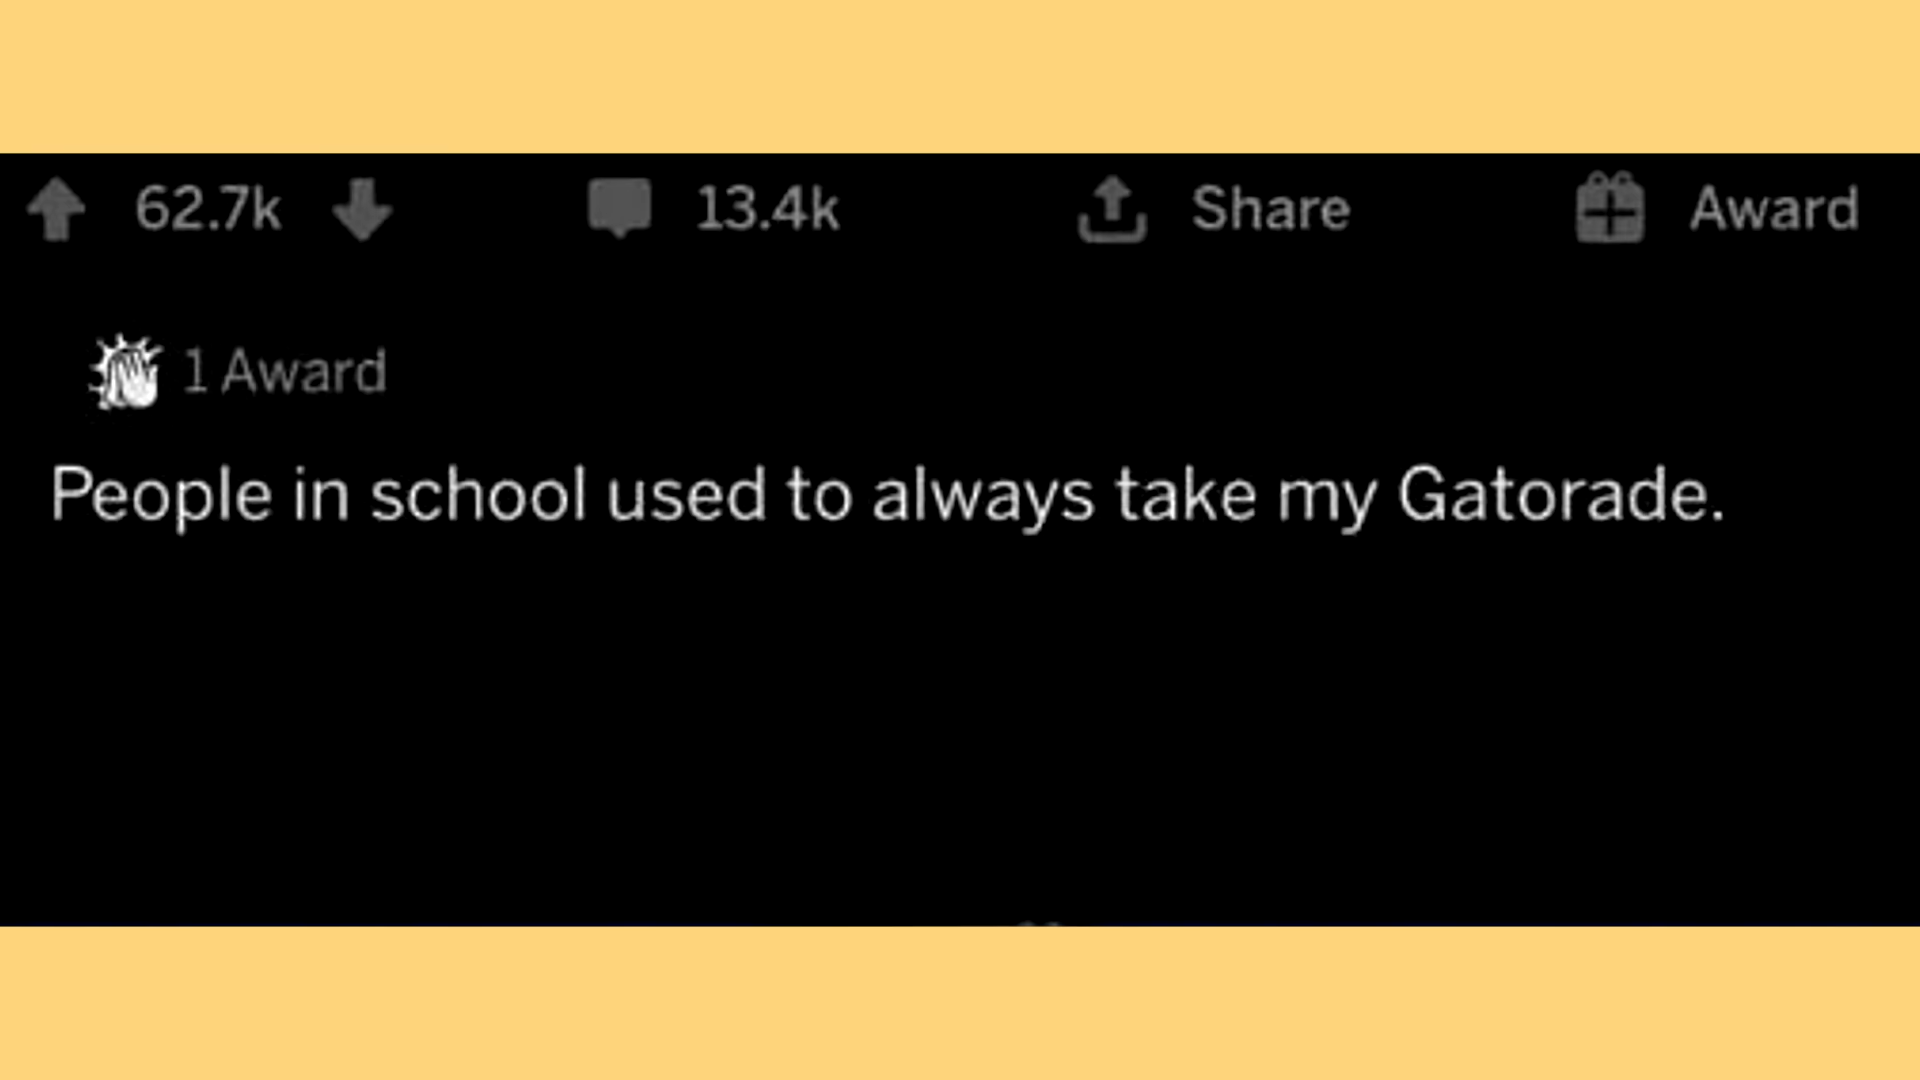 62.7k 13.4k Share Award
1 Award
People in school used to always take my Gatorade.